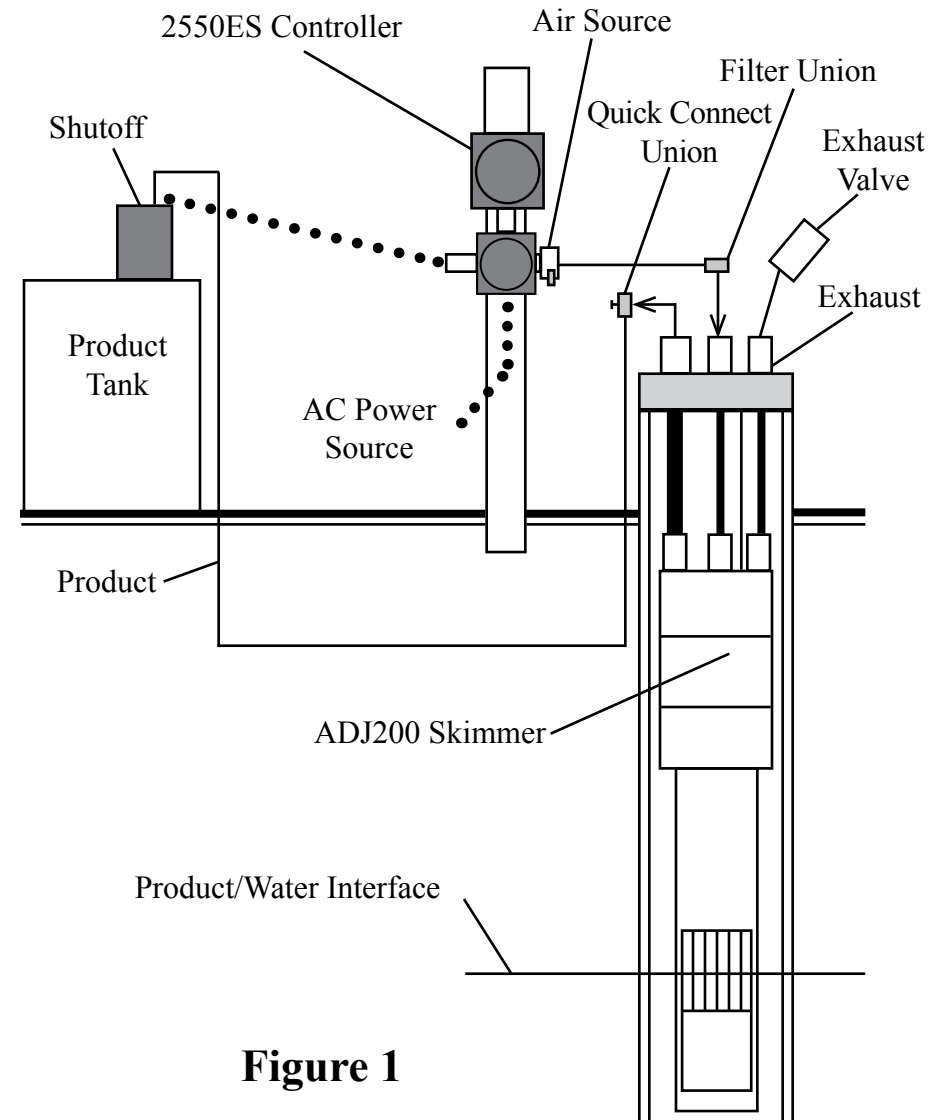 2550ES Controller
Air Source
Filter Union
Quick Connect
Union
Shutoff
Exhaust
Valve
Exhaust
Product
Tank
AC Power
Source
Product
ADJ200 Skimmer
Product/Water Interface
Figure 1